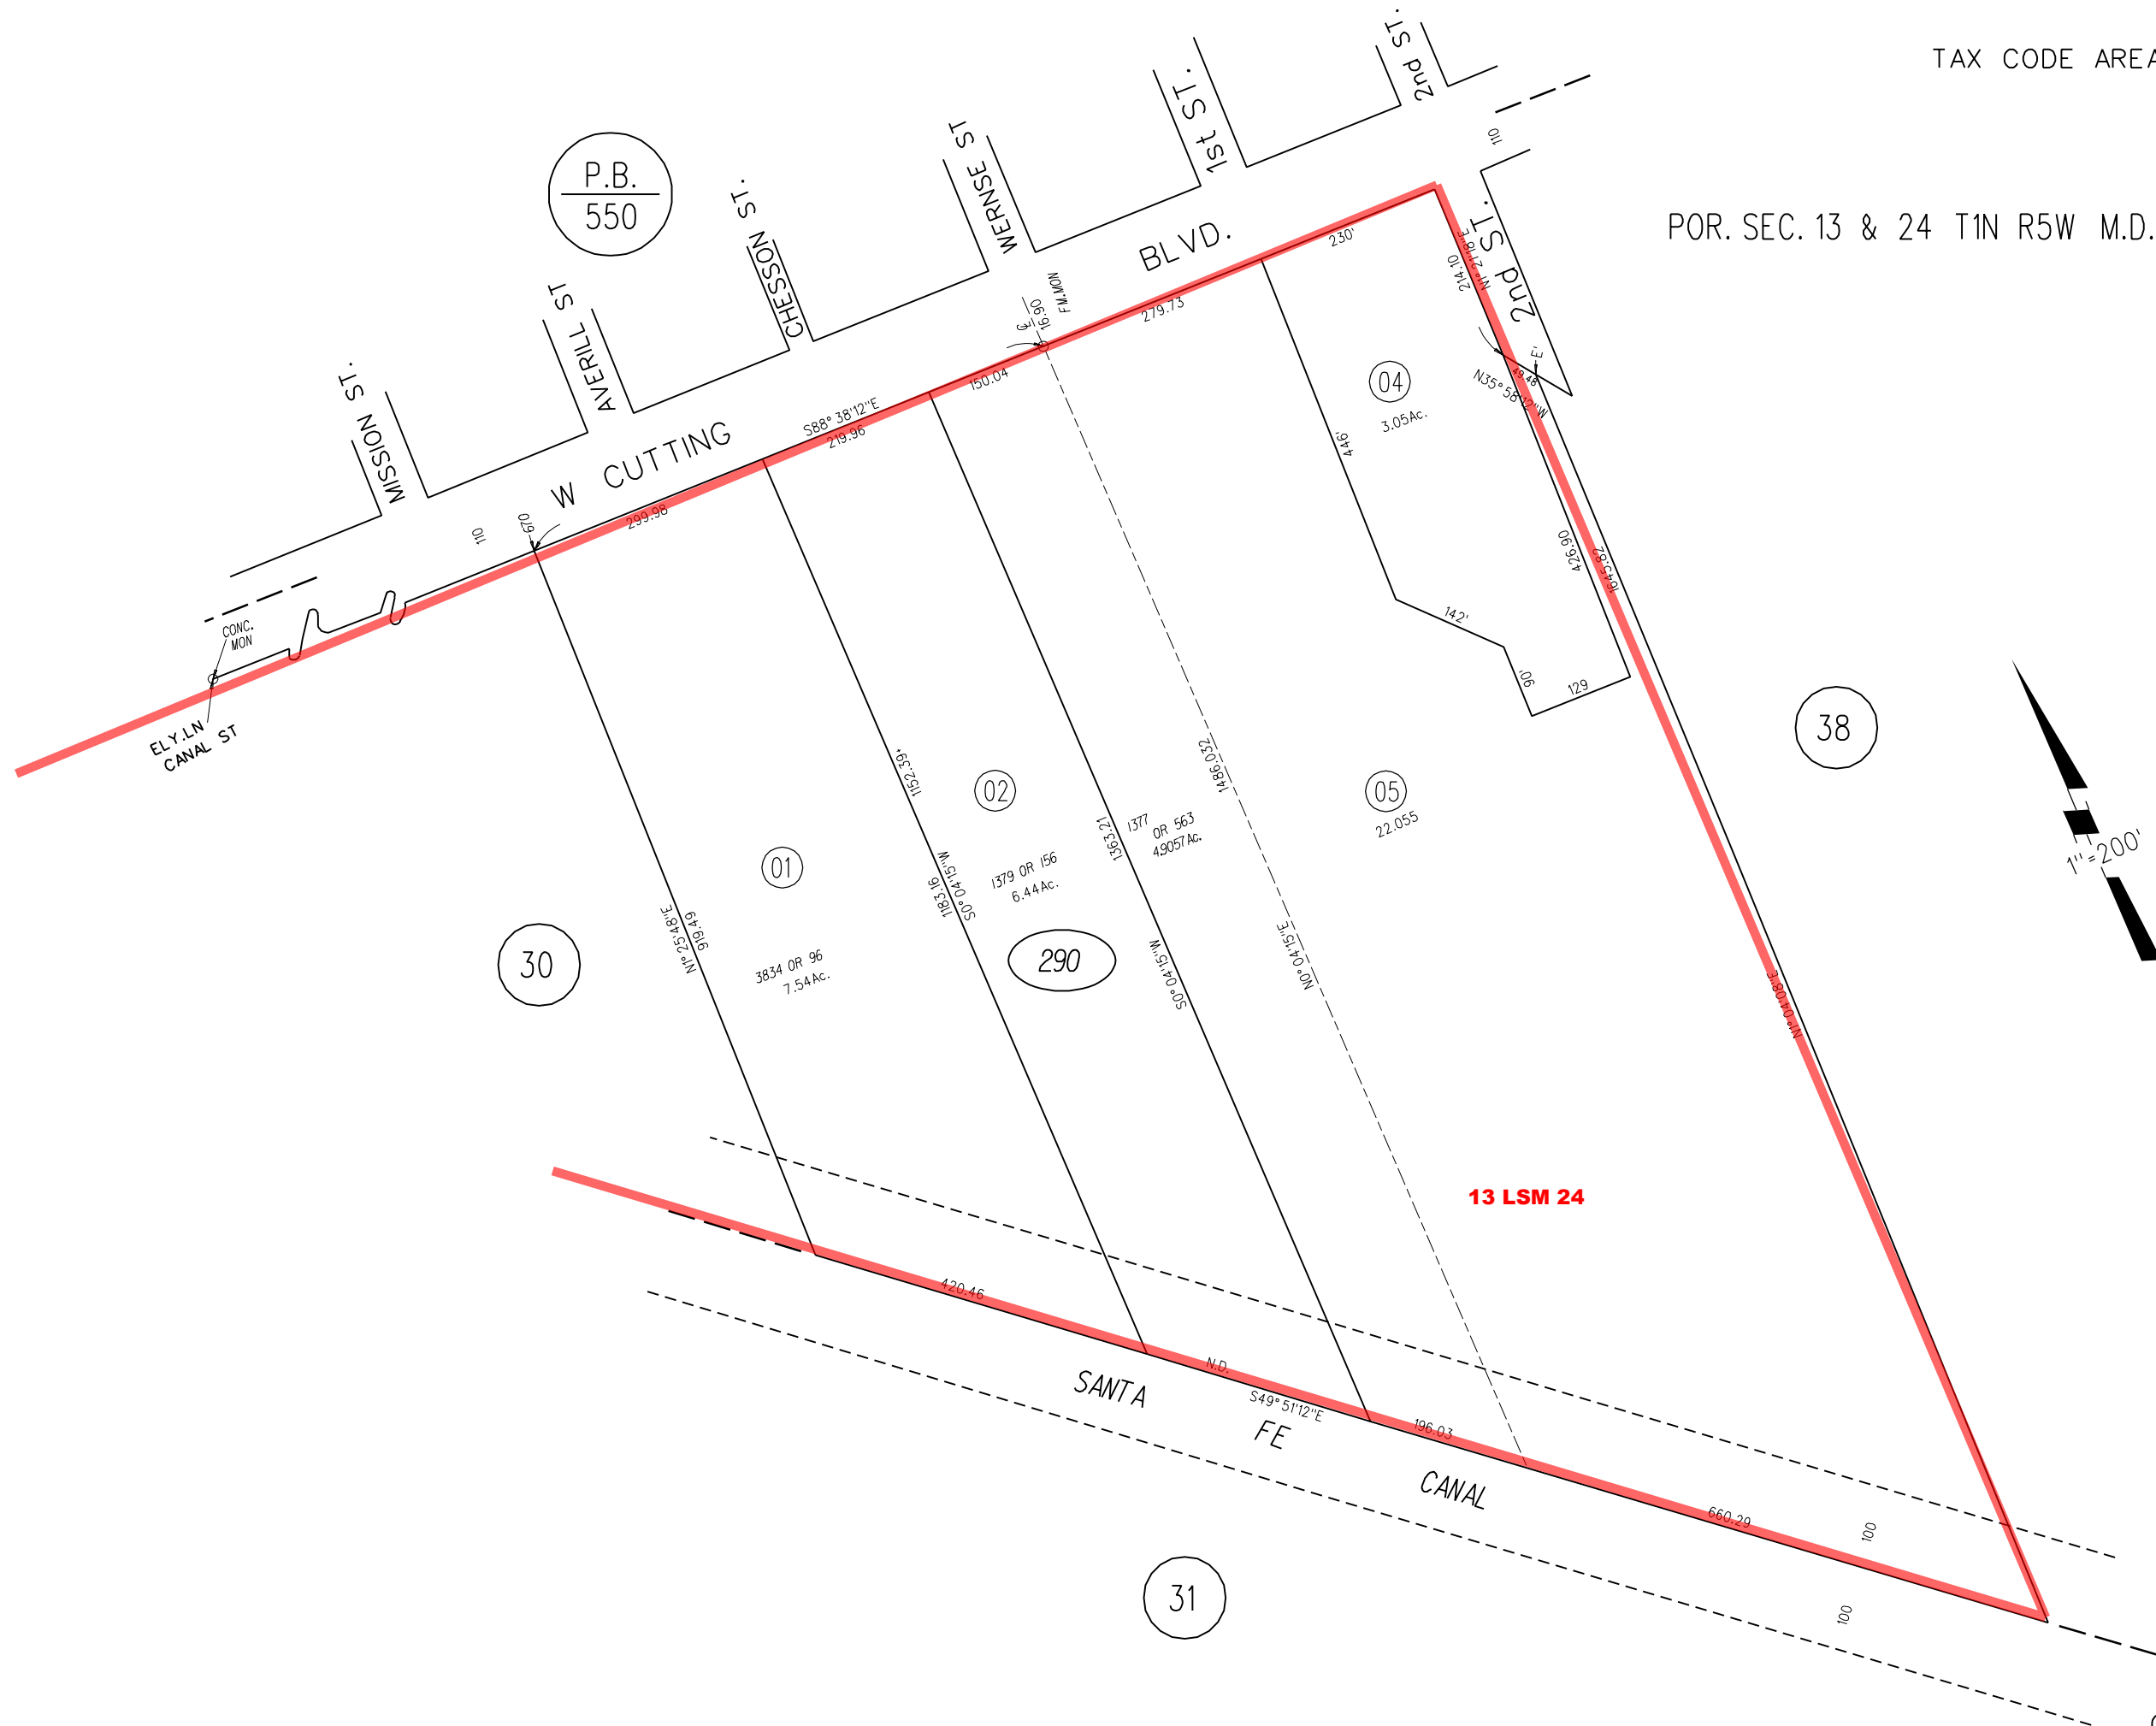 TAX CODE AREA
POR. SEC. 13 & 24 T1N R5W M.D.
P.B.
550
MISSION ST.
AVERILL ST
CHESSON ST.
WERNSE ST
1st ST.
2nd ST.
110
W CUTTING BLVD.
2nd ST.
110
670
299.98
S88° 38'12"E
219.96
150.04
16.90
FM.MON
279.73
230'
214.10
N1° 21'18"E
49.48
E.'
N35° 58'12"W
CONC.
MON
ELY.LN
CANAL ST
04
3.05Ac.
446'
142'
90'
129
426.90
1645.82
N1° 04'08"E
38
1"=200'
01
3834 OR 96
7.54Ac.
N1° 25'48"E
919.49
1152.39
1183.16
S0° 04'15"W
02
1379 OR 156
6.44Ac.
290
1363.21
S0° 04'15"W
1377
OR 563
4.9057Ac.
1486.032
N0° 04'15"E
05
22.055
30
13 LSM 24
420.46
N.D.
S49° 51'12"E
196.03
660.29
SANTA FE CANAL
100
100
31